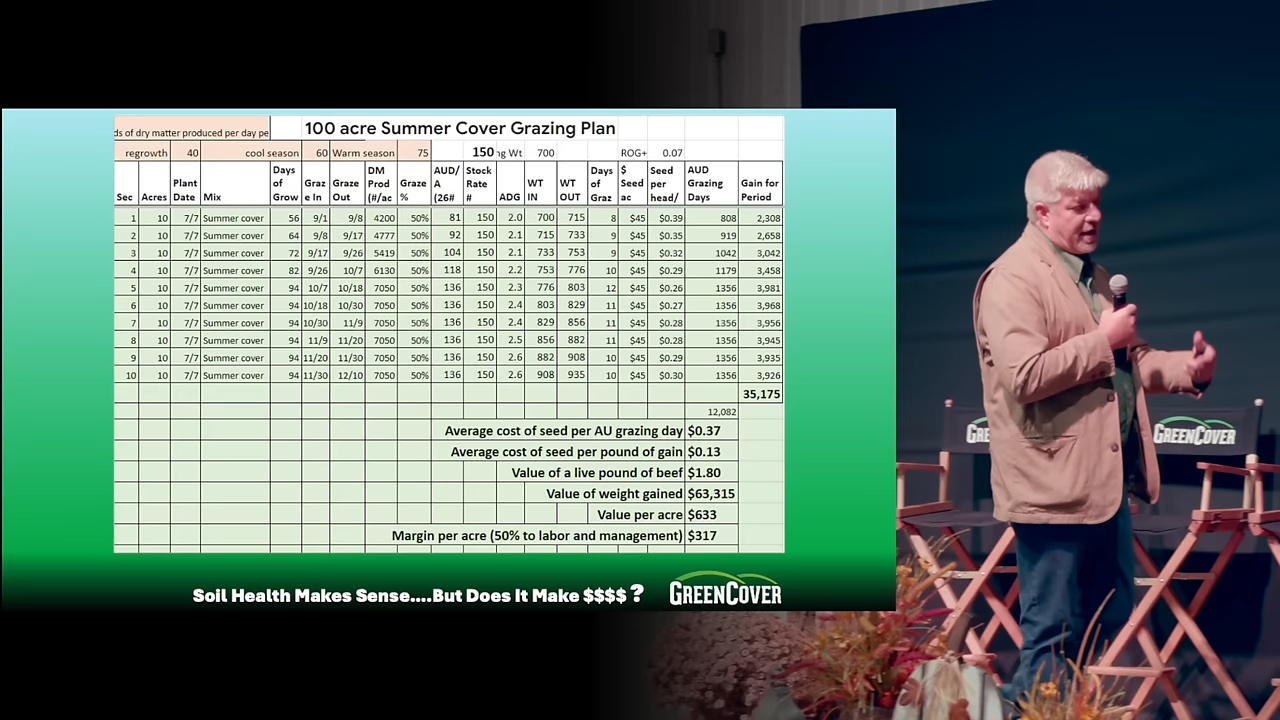 100 acre Summer Cover Grazing Plan
ds of dry matter produced per day pe
regrowth 40 cool season 60 Warm season 75 150 ng Wt 700 ROG+ 0.07
Sec Acres Plant Date Mix Days of Grow Graz e In Graze Out DM Prod (#/ac Graze % AUD/ A (26# Stock Rate # ADG WT IN WT OUT Days of Graz $ Seed ac Seed per head/ AUD Grazing Days Gain for Period
1 10 7/7 Summer cover 56 9/1 9/8 4200 50% 81 150 2.0 700 715 8 $45 $0.39 808 2,308
2 10 7/7 Summer cover 64 9/8 9/17 4777 50% 92 150 2.1 715 733 9 $45 $0.35 919 2,658
3 10 7/7 Summer cover 72 9/17 9/26 5419 50% 104 150 2.1 733 753 9 $45 $0.32 1042 3,042
4 10 7/7 Summer cover 82 9/26 10/7 6130 50% 118 150 2.2 753 776 10 $45 $0.29 1179 3,458
5 10 7/7 Summer cover 94 10/7 10/18 7050 50% 136 150 2.3 776 803 12 $45 $0.26 1356 3,981
6 10 7/7 Summer cover 94 10/18 10/30 7050 50% 136 150 2.4 803 829 11 $45 $0.27 1356 3,968
7 10 7/7 Summer cover 94 10/30 11/9 7050 50% 136 150 2.4 829 856 11 $45 $0.28 1356 3,956
8 10 7/7 Summer cover 94 11/9 11/20 7050 50% 136 150 2.5 856 882 11 $45 $0.28 1356 3,945
9 10 7/7 Summer cover 94 11/20 11/30 7050 50% 136 150 2.6 882 908 10 $45 $0.29 1356 3,935
10 10 7/7 Summer cover 94 11/30 12/10 7050 50% 136 150 2.6 908 935 10 $45 $0.30 1356 3,926
35,175
12,082
Average cost of seed per AU grazing day $0.37
Average cost of seed per pound of gain $0.13
Value of a live pound of beef $1.80
Value of weight gained $63,315
Value per acre $633
Margin per acre (50% to labor and management) $317
Soil Health Makes Sense....But Does It Make $$$$ ?
GREENCOVER
GREENCOVER